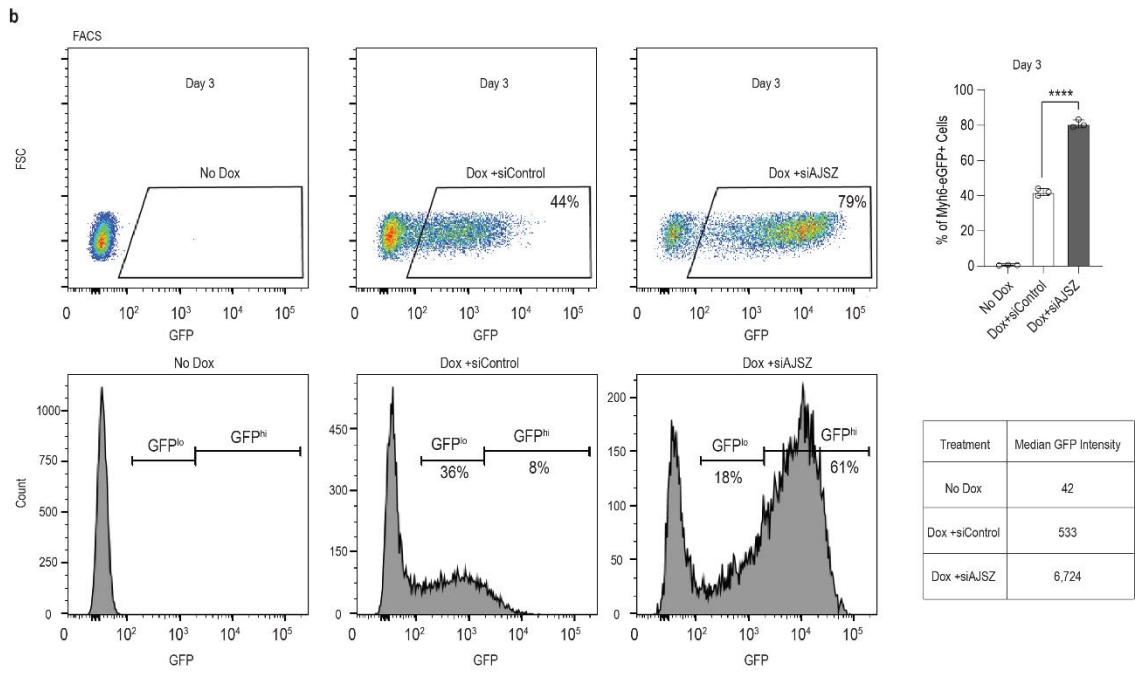 b
FACS
Day 3
Day 3
Day 3
Day 3
FSC
No Dox
Dox +siControl
44%
Dox +siAJSZ
79%
0 10² 10³ 10⁴ 10⁵
GFP
0 10² 10³ 10⁴ 10⁵
GFP
0 10² 10³ 10⁴ 10⁵
GFP
% of Myh6-eGFP+ Cells
100
80
60
40
20
0
****
No Dox
Dox+siControl
Dox+siAJSZ
No Dox
Count
1000
750
500
250
0
GFPˡᵒ
GFPʰⁱ
0 10² 10³ 10⁴ 10⁵
GFP
Dox +siControl
450
300
150
0
GFPˡᵒ
36%
GFPʰⁱ
8%
0 10² 10³ 10⁴ 10⁵
GFP
Dox +siAJSZ
200
150
100
50
0
GFPˡᵒ
18%
GFPʰⁱ
61%
0 10² 10³ 10⁴ 10⁵
GFP
Treatment Median GFP Intensity
No Dox 42
Dox +siControl 533
Dox +siAJSZ 6,724